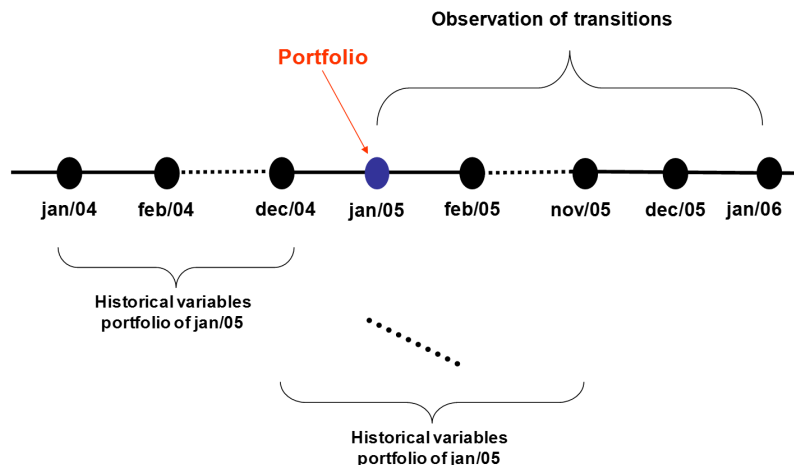 Observation of transitions
Portfolio
jan/04 feb/04 dec/04 jan/05 feb/05 nov/05 dec/05 jan/06
Historical variables
portfolio of jan/05
Historical variables
portfolio of jan/05